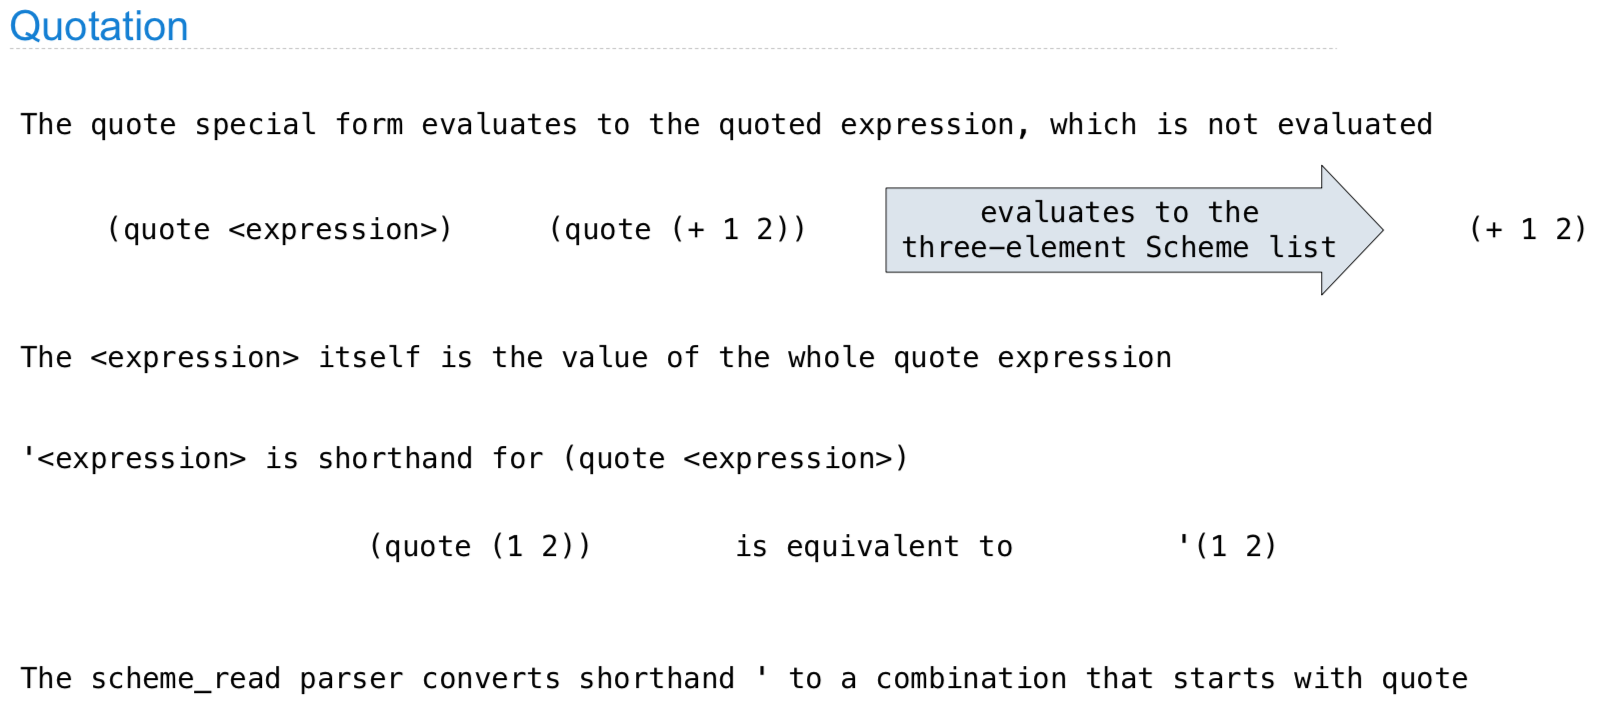 Quotation
The quote special form evaluates to the quoted expression, which is not evaluated
(quote <expression>) (quote (+ 1 2)) evaluates to the three-element Scheme list (+ 1 2)
The <expression> itself is the value of the whole quote expression
'<expression> is shorthand for (quote <expression>)
(quote (1 2)) is equivalent to '(1 2)
The scheme_read parser converts shorthand ' to a combination that starts with quote